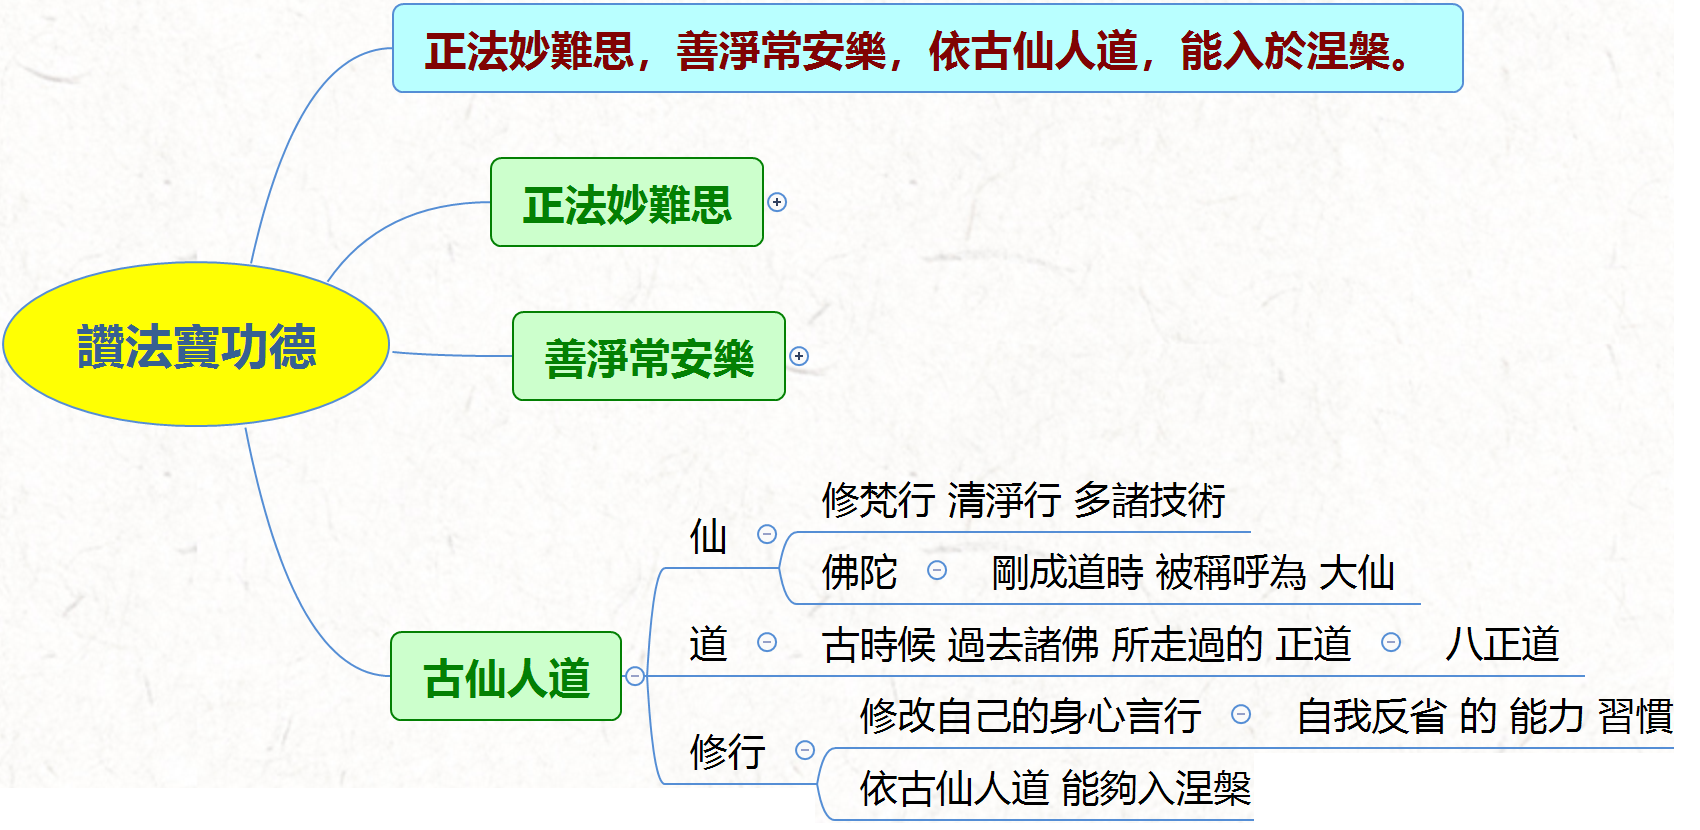 正法妙難思，善淨常安樂，依古仙人道，能入於涅槃。
正法妙難思
讚法寶功德
善淨常安樂
古仙人道
仙
修梵行 清淨行 多諸技術
佛陀
剛成道時 被稱呼為 大仙
道
古時候 過去諸佛 所走過的 正道
八正道
修行
修改自己的身心言行
自我反省 的 能力 習慣
依古仙人道 能夠入涅槃